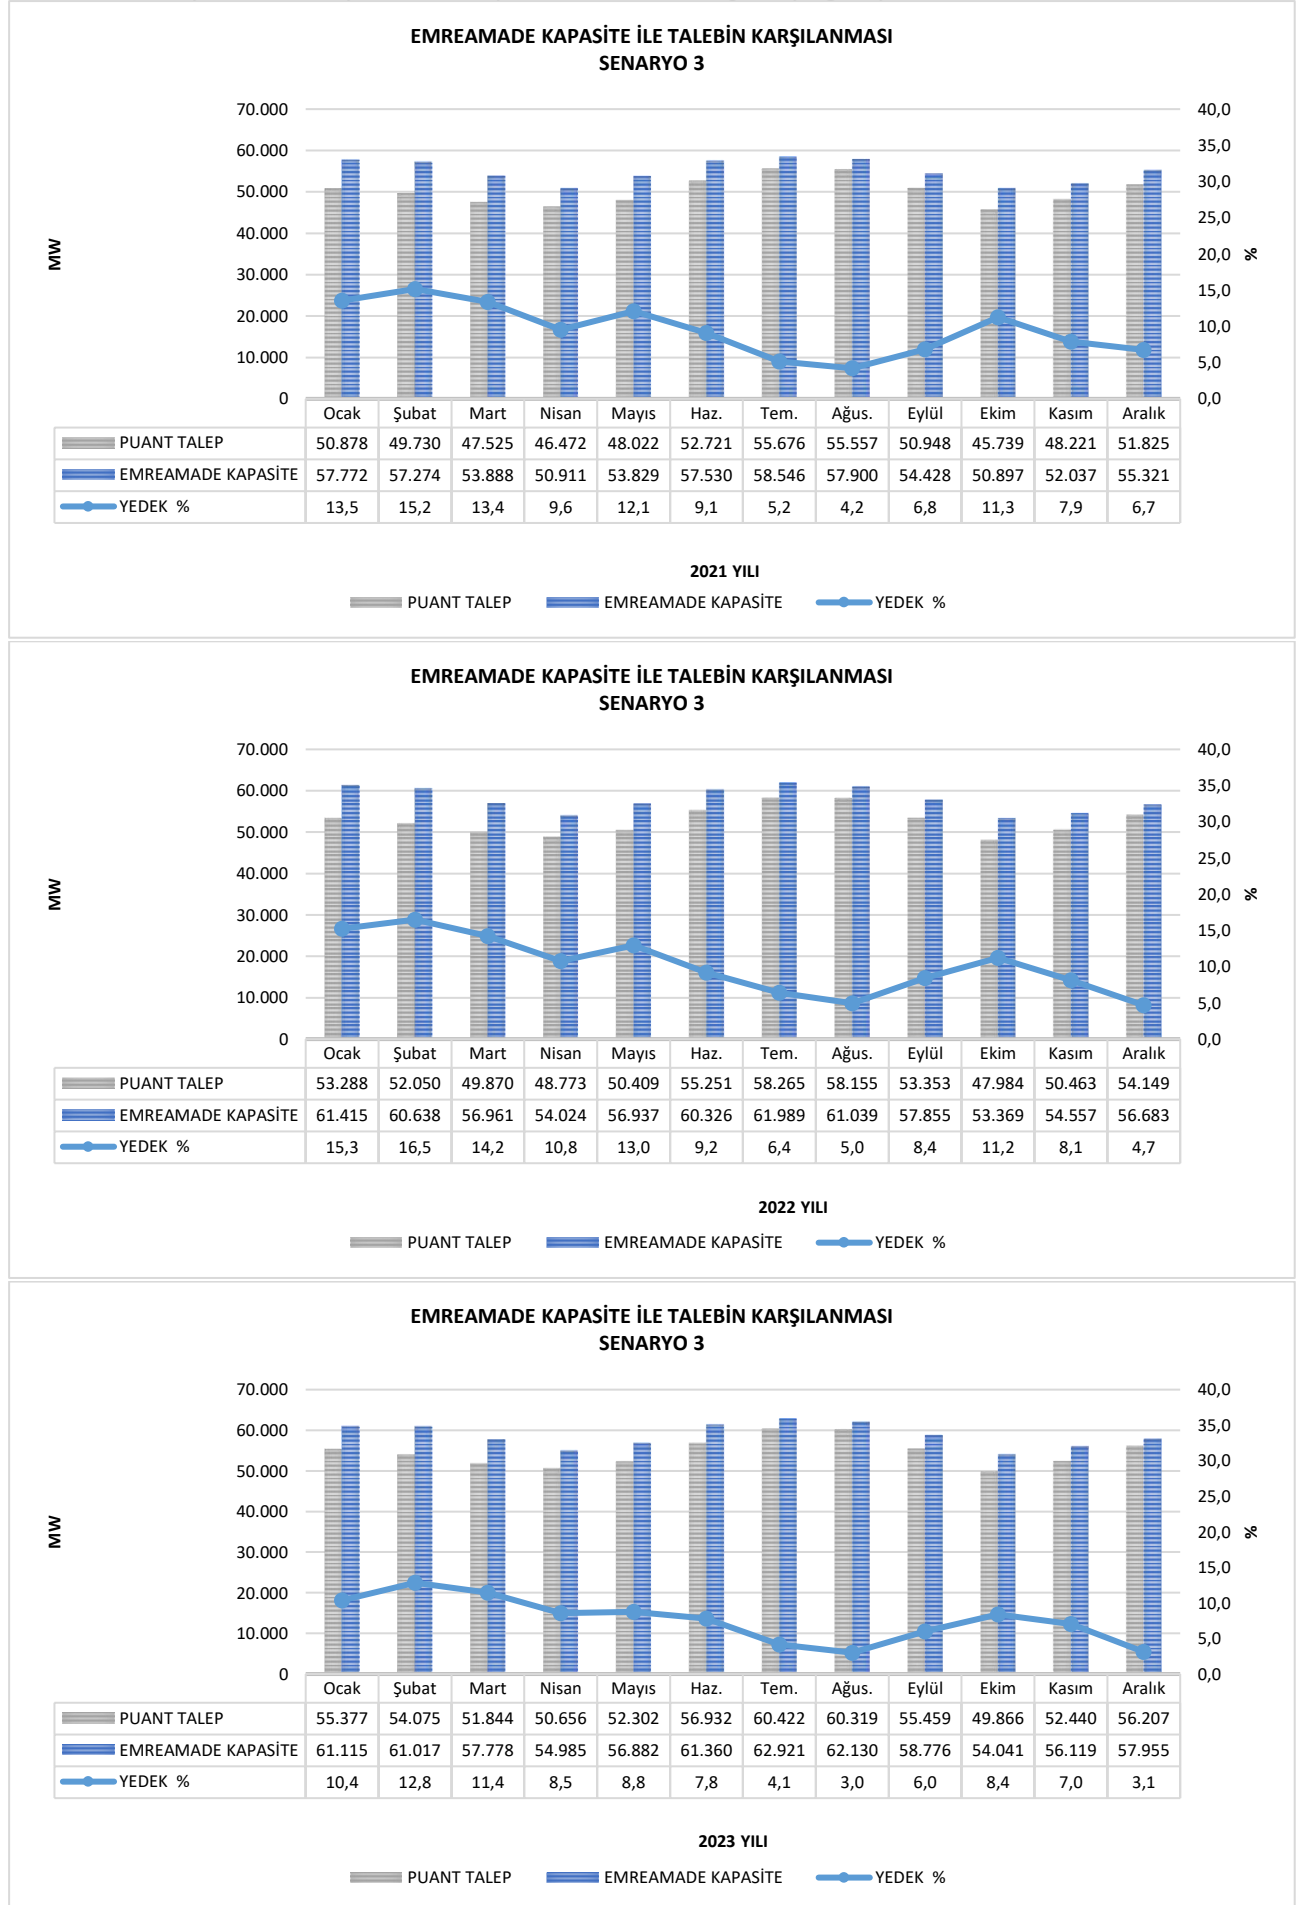 EMREAMADE KAPASİTE İLE TALEBİN KARŞILANMASI
SENARYO 3
70.000 40,0
60.000 35,0
50.000 30,0
40.000 25,0
30.000 20,0
20.000 15,0
10.000 10,0
0 5,0
0,0
MW
%
Ocak Şubat Mart Nisan Mayıs Haz. Tem. Ağus. Eylül Ekim Kasım Aralık
PUANT TALEP 50.878 49.730 47.525 46.472 48.022 52.721 55.676 55.557 50.948 45.739 48.221 51.825
EMREAMADE KAPASİTE 57.772 57.274 53.888 50.911 53.829 57.530 58.546 57.900 54.428 50.897 52.037 55.321
YEDEK % 13,5 15,2 13,4 9,6 12,1 9,1 5,2 4,2 6,8 11,3 7,9 6,7
2021 YILI
PUANT TALEP EMREAMADE KAPASİTE YEDEK %
EMREAMADE KAPASİTE İLE TALEBİN KARŞILANMASI
SENARYO 3
70.000 40,0
60.000 35,0
50.000 30,0
40.000 25,0
30.000 20,0
20.000 15,0
10.000 10,0
0 5,0
0,0
MW
%
Ocak Şubat Mart Nisan Mayıs Haz. Tem. Ağus. Eylül Ekim Kasım Aralık
PUANT TALEP 53.288 52.050 49.870 48.773 50.409 55.251 58.265 58.155 53.353 47.984 50.463 54.149
EMREAMADE KAPASİTE 61.415 60.638 56.961 54.024 56.937 60.326 61.989 61.039 57.855 53.369 54.557 56.683
YEDEK % 15,3 16,5 14,2 10,8 13,0 9,2 6,4 5,0 8,4 11,2 8,1 4,7
2022 YILI
PUANT TALEP EMREAMADE KAPASİTE YEDEK %
EMREAMADE KAPASİTE İLE TALEBİN KARŞILANMASI
SENARYO 3
70.000 40,0
60.000 35,0
50.000 30,0
40.000 25,0
30.000 20,0
20.000 15,0
10.000 10,0
0 5,0
0,0
MW
%
Ocak Şubat Mart Nisan Mayıs Haz. Tem. Ağus. Eylül Ekim Kasım Aralık
PUANT TALEP 55.377 54.075 51.844 50.656 52.302 56.932 60.422 60.319 55.459 49.866 52.440 56.207
EMREAMADE KAPASİTE 61.115 61.017 57.778 54.985 56.882 61.360 62.921 62.130 58.776 54.041 56.119 57.955
YEDEK % 10,4 12,8 11,4 8,5 8,8 7,8 4,1 3,0 6,0 8,4 7,0 3,1
2023 YILI
PUANT TALEP EMREAMADE KAPASİTE YEDEK %